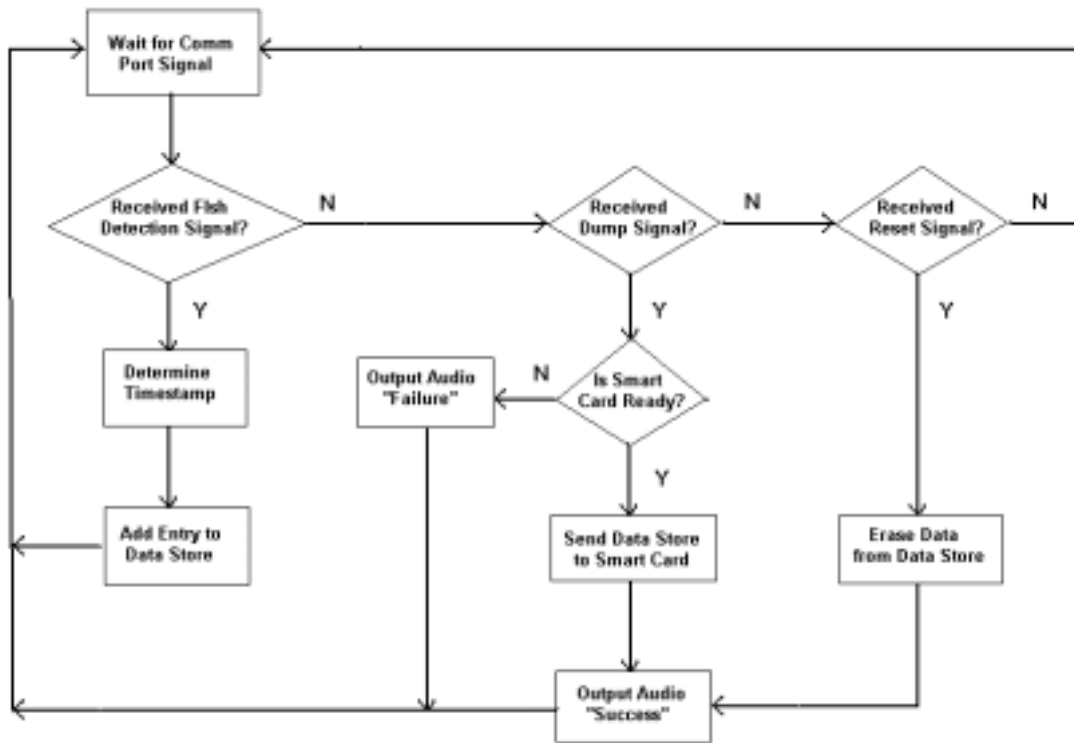 Wait for Comm
Port Signal
Received FIsh
Detection Signal?
N
Received
Dump Signal?
N
Received
Reset Signal?
N
Y
Y
Y
Determine
Timestamp
Output Audio
"Failure"
N
Is Smart
Card Ready?
Y
Add Entry to
Data Store
Send Data Store
to Smart Card
Erase Data
from Data Store
Output Audio
"Success"